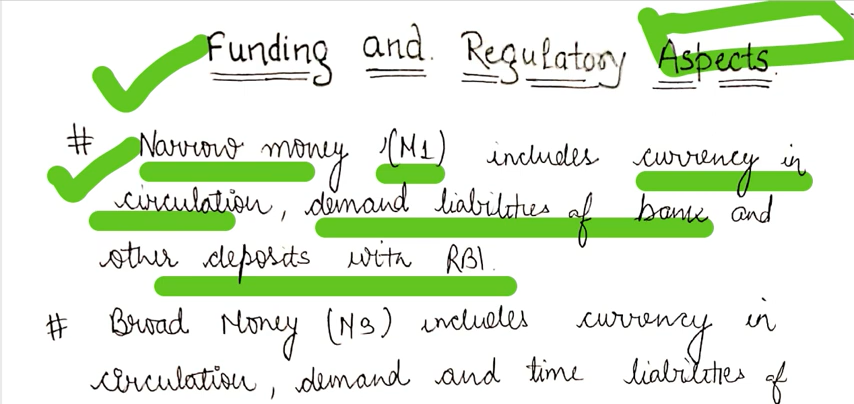 Funding and Regulatory Aspects.
# Narrow money (M1) includes currency in
circulation, demand liabilities of bank and
other deposits with RBI.
# Broad Money (M3) includes currency in
circulation, demand and time liabilities of